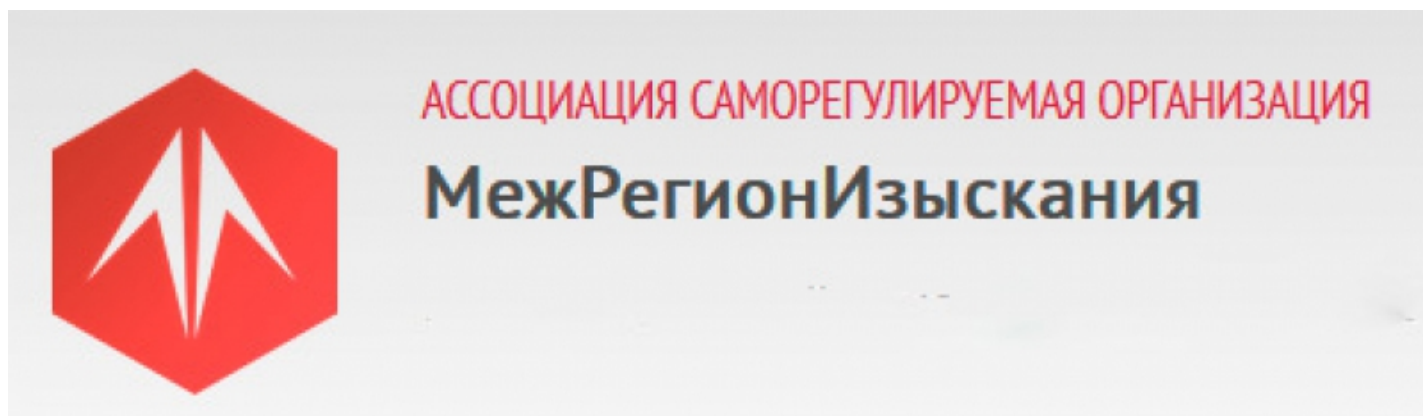 АССОЦИАЦИЯ САМОРЕГУЛИРУЕМАЯ ОРГАНИЗАЦИЯ
МежРегионИзыскания